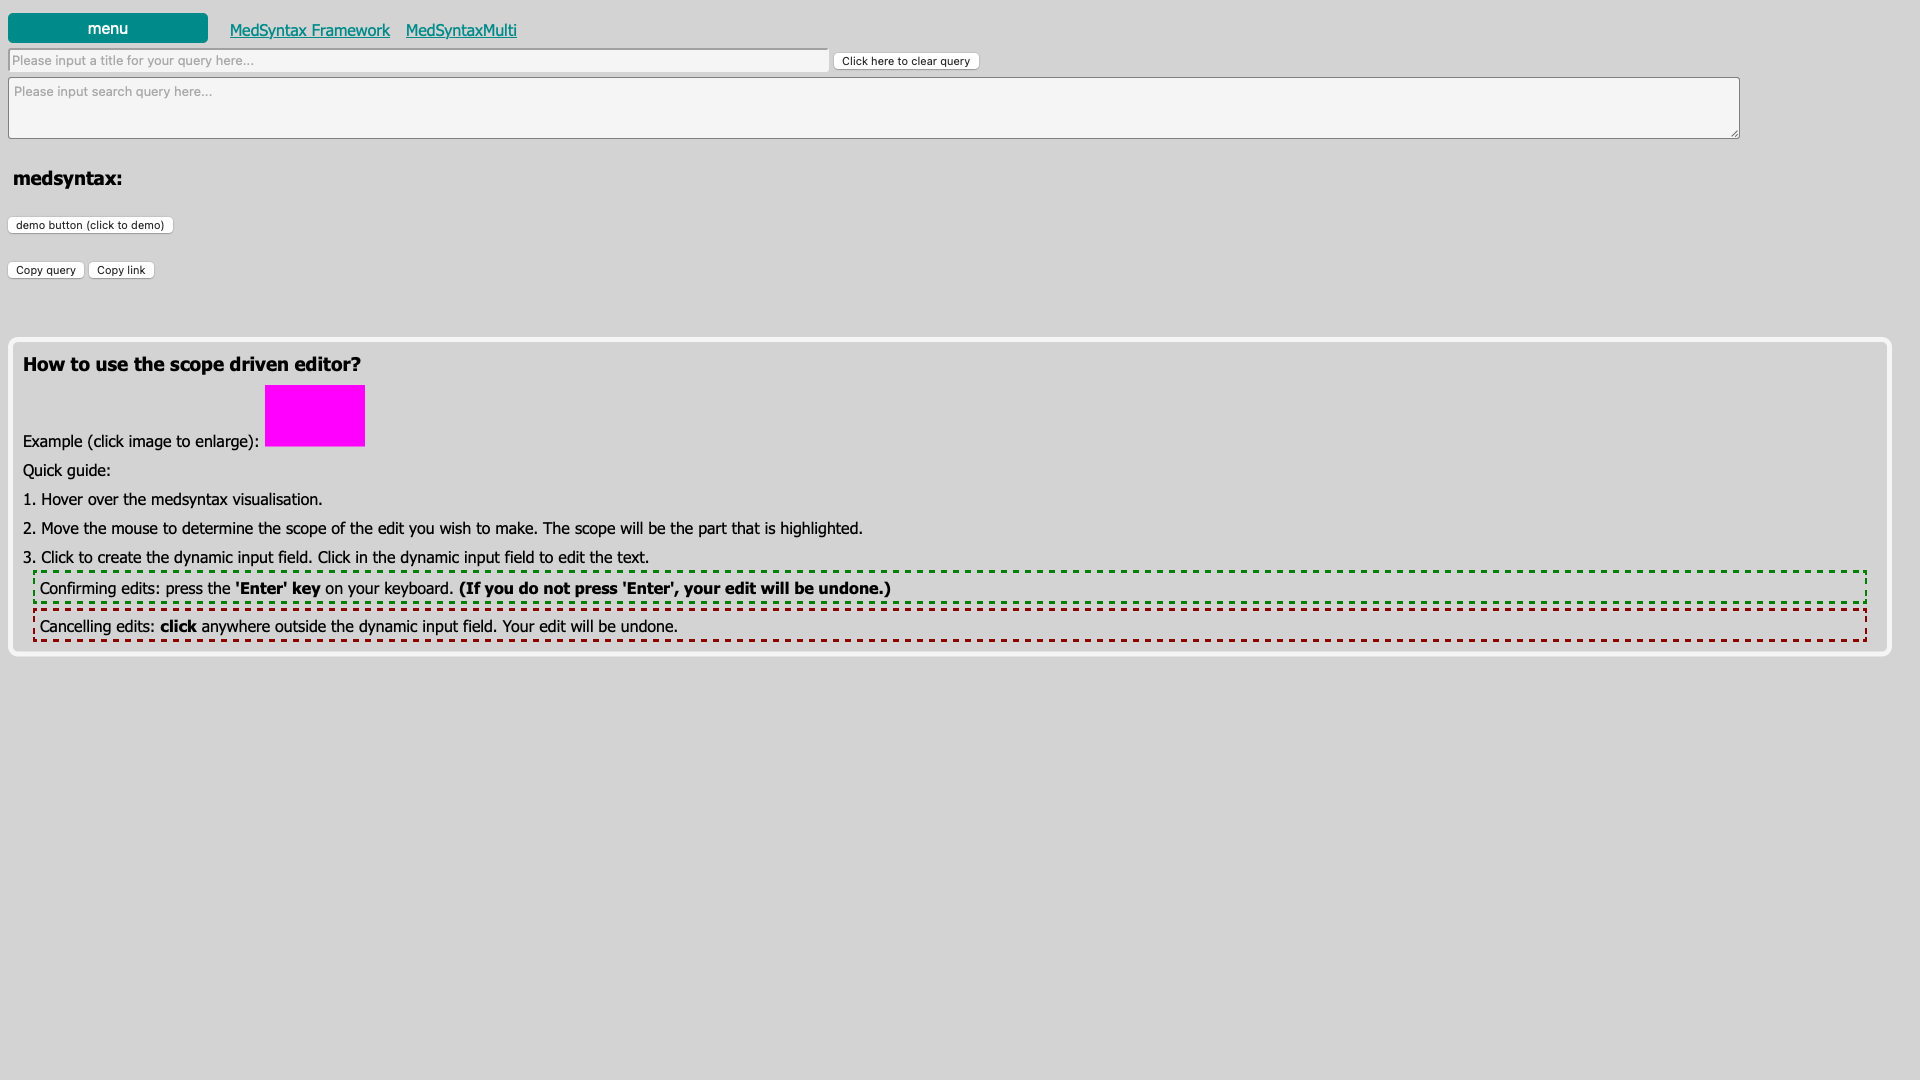 menu MedSyntax Framework MedSyntaxMulti
Please input a title for your query here... Click here to clear query
Please input search query here...
medsyntax:
demo button (click to demo)
Copy query Copy link
How to use the scope driven editor?
Example (click image to enlarge):
Quick guide:
1. Hover over the medsyntax visualisation.
2. Move the mouse to determine the scope of the edit you wish to make. The scope will be the part that is highlighted.
3. Click to create the dynamic input field. Click in the dynamic input field to edit the text.
Confirming edits: press the 'Enter' key on your keyboard. (If you do not press 'Enter', your edit will be undone.)
Cancelling edits: click anywhere outside the dynamic input field. Your edit will be undone.